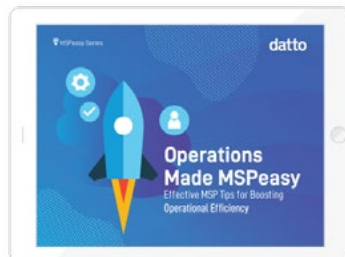 MSPeasy Series
datto
Operations
Made MSPeasy
Effective MSP Tips for Boosting
Operational Efficiency